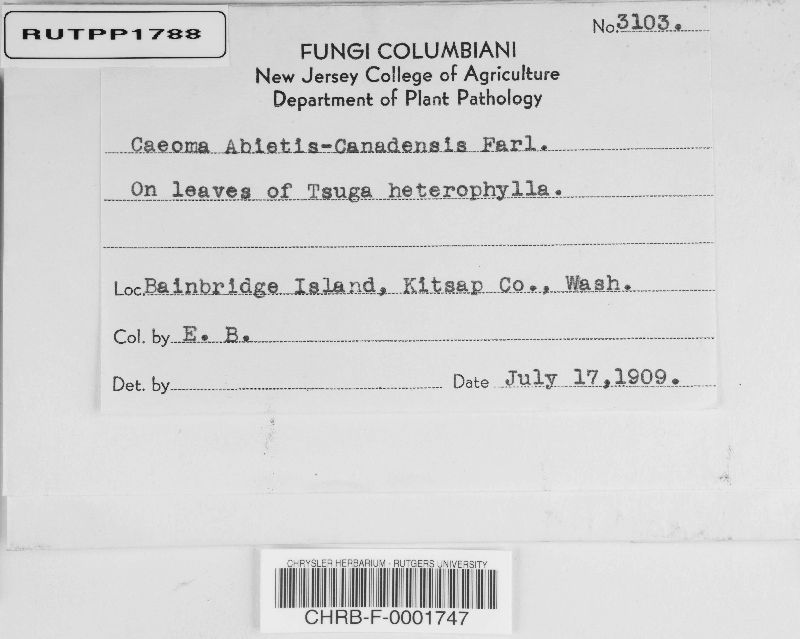 RUTPP1788
No. 3103.
FUNGI COLUMBIANI
New Jersey College of Agriculture
Department of Plant Pathology
Caeoma Abietis-Canadensis Farl.
On leaves of Tsuga heterophylla.
Loc. Bainbridge Island, Kitsap Co., Wash.
Col. by E. B.
Det. by Date July 17,1909.
CHRYSLER HERBARIUM - RUTGERS UNIVERSITY
CHRB-F-0001747